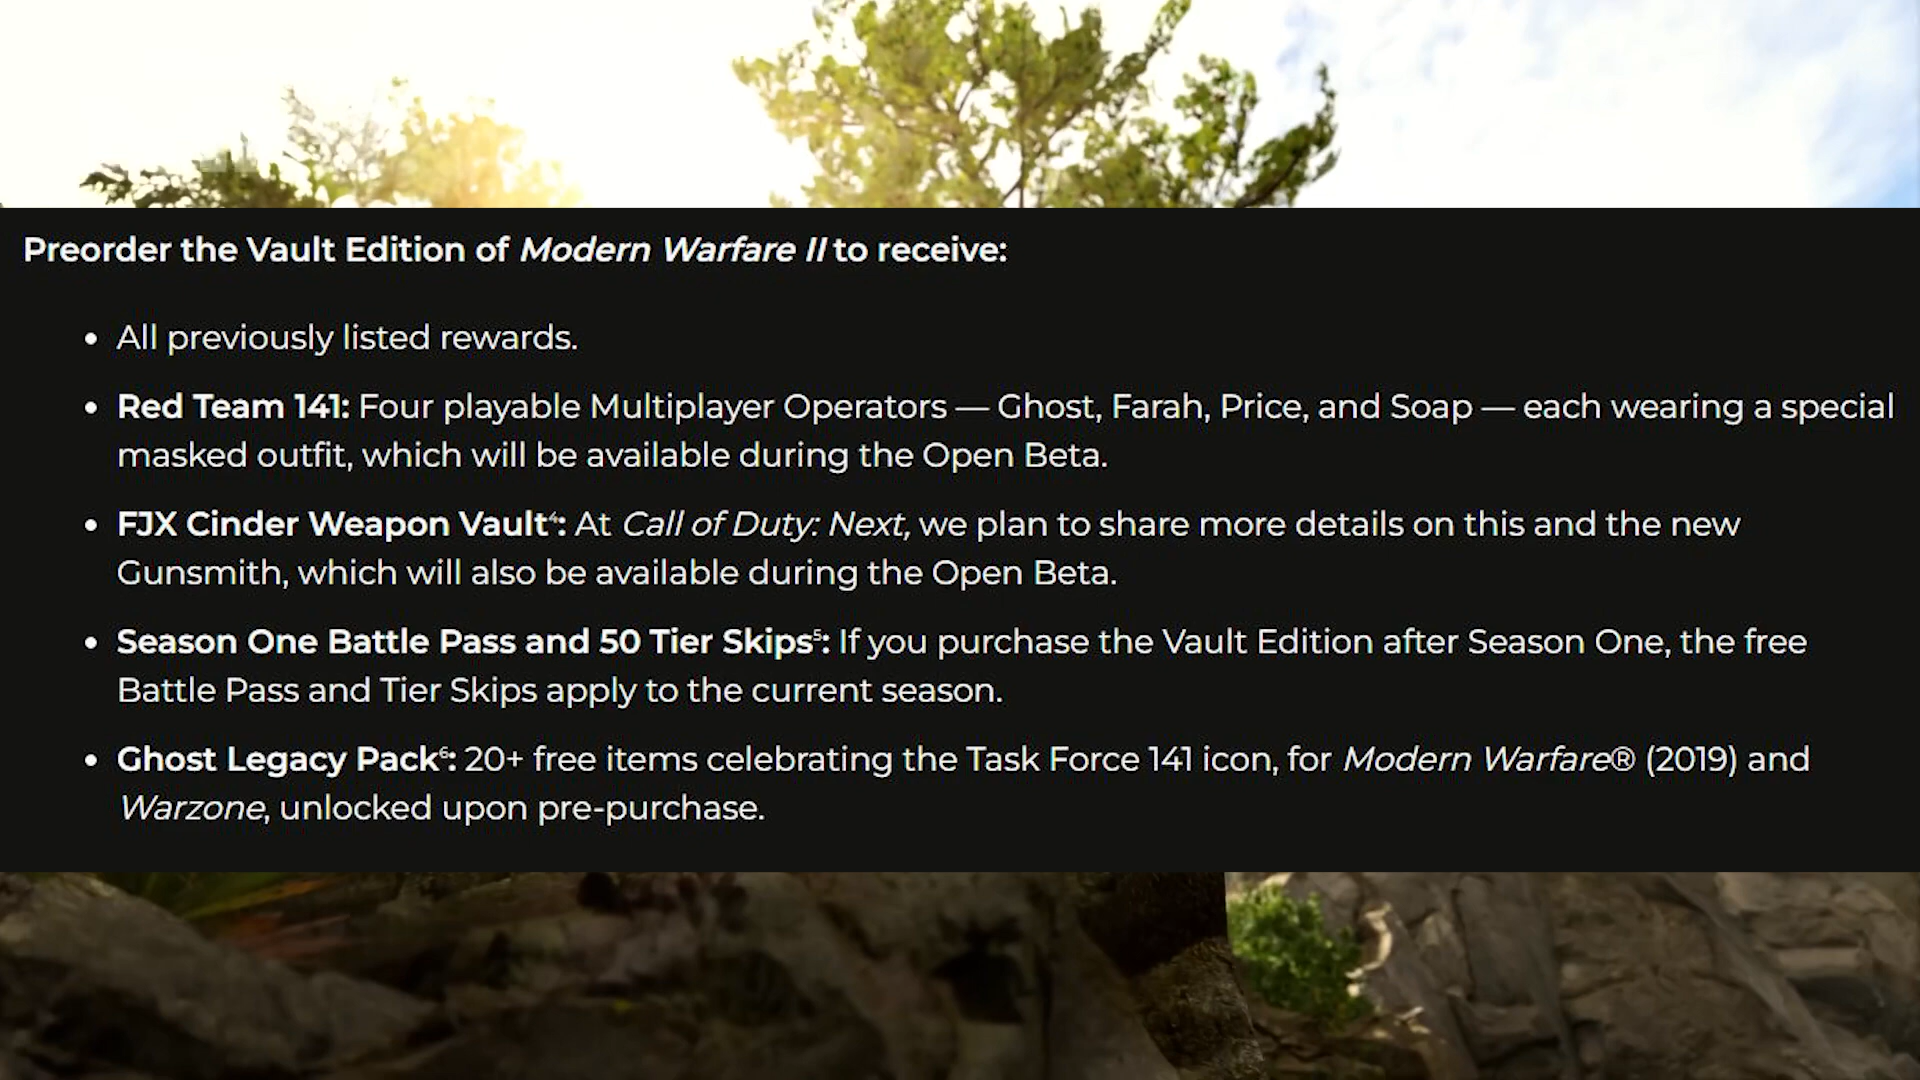 Preorder the Vault Edition of Modern Warfare II to receive:
• All previously listed rewards.
• Red Team 141: Four playable Multiplayer Operators — Ghost, Farah, Price, and Soap — each wearing a special
masked outfit, which will be available during the Open Beta.
• FJX Cinder Weapon Vault⁴: At Call of Duty: Next, we plan to share more details on this and the new
Gunsmith, which will also be available during the Open Beta.
• Season One Battle Pass and 50 Tier Skips⁵: If you purchase the Vault Edition after Season One, the free
Battle Pass and Tier Skips apply to the current season.
• Ghost Legacy Pack⁶: 20+ free items celebrating the Task Force 141 icon, for Modern Warfare® (2019) and
Warzone, unlocked upon pre-purchase.